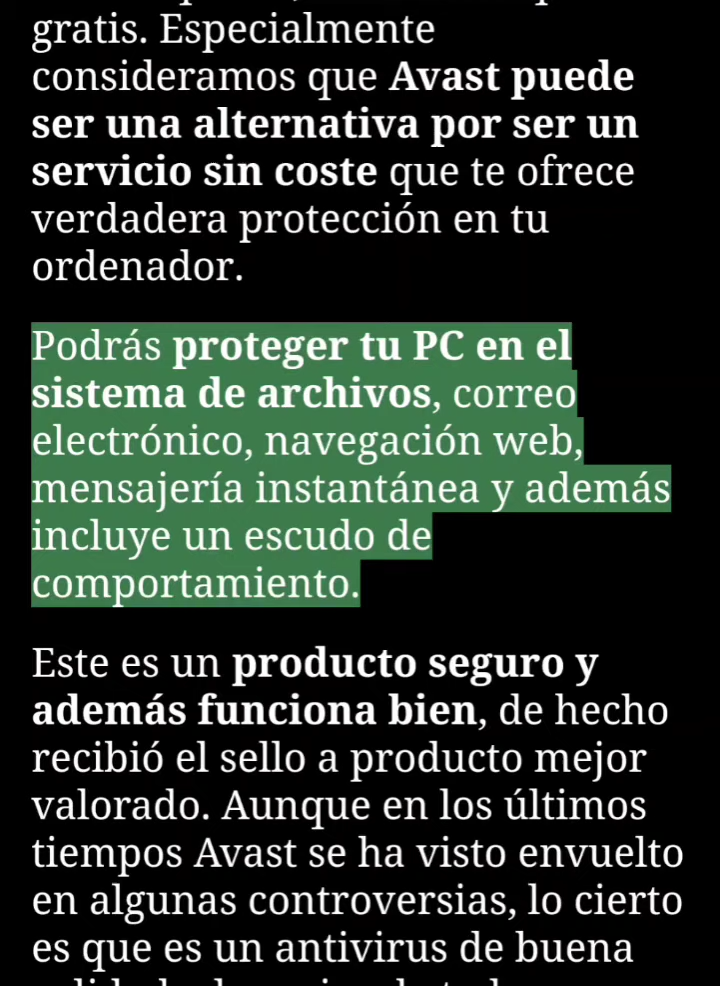 gratis. Especialmente
consideramos que Avast puede
ser una alternativa por ser un
servicio sin coste que te ofrece
verdadera protección en tu
ordenador.
Podrás proteger tu PC en el
sistema de archivos, correo
electrónico, navegación web,
mensajería instantánea y además
incluye un escudo de
comportamiento.
Este es un producto seguro y
además funciona bien, de hecho
recibió el sello a producto mejor
valorado. Aunque en los últimos
tiempos Avast se ha visto envuelto
en algunas controversias, lo cierto
es que es un antivirus de buena